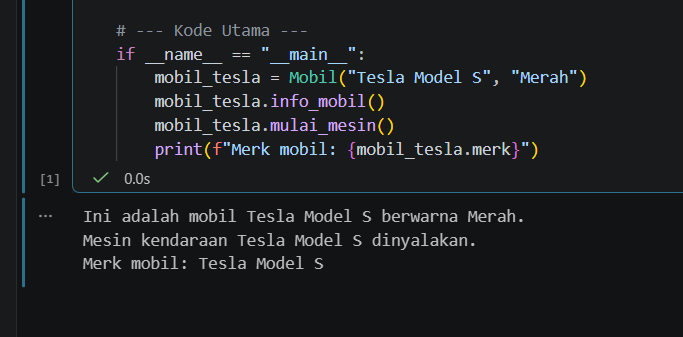 # --- Kode Utama ---
if __name__ == "__main__":
    mobil_tesla = Mobil("Tesla Model S", "Merah")
    mobil_tesla.info_mobil()
    mobil_tesla.mulai_mesin()
    print(f"Merk mobil: {mobil_tesla.merk}")
[1] 0.0s
Ini adalah mobil Tesla Model S berwarna Merah.
Mesin kendaraan Tesla Model S dinyalakan.
Merk mobil: Tesla Model S